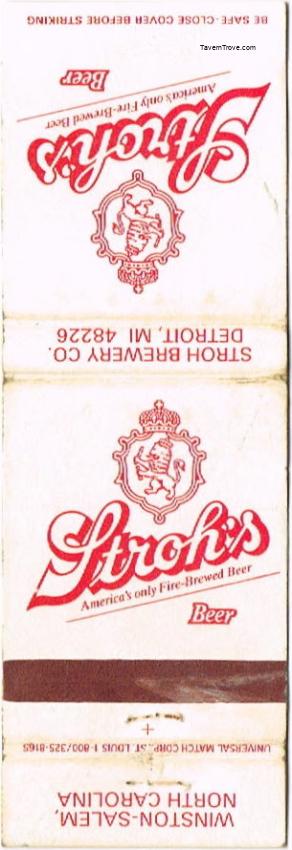 TavernTrove.com
BE SAFE - CLOSE COVER BEFORE STRIKING
Beer
America's only Fire-Brewed Beer
Stroh's
STROH BREWERY CO.
DETROIT, MI 48226
Stroh's
America's only Fire-Brewed Beer
Beer
UNIVERSAL MATCH CORP., ST. LOUIS 1-800/325-8165
WINSTON-SALEM,
NORTH CAROLINA